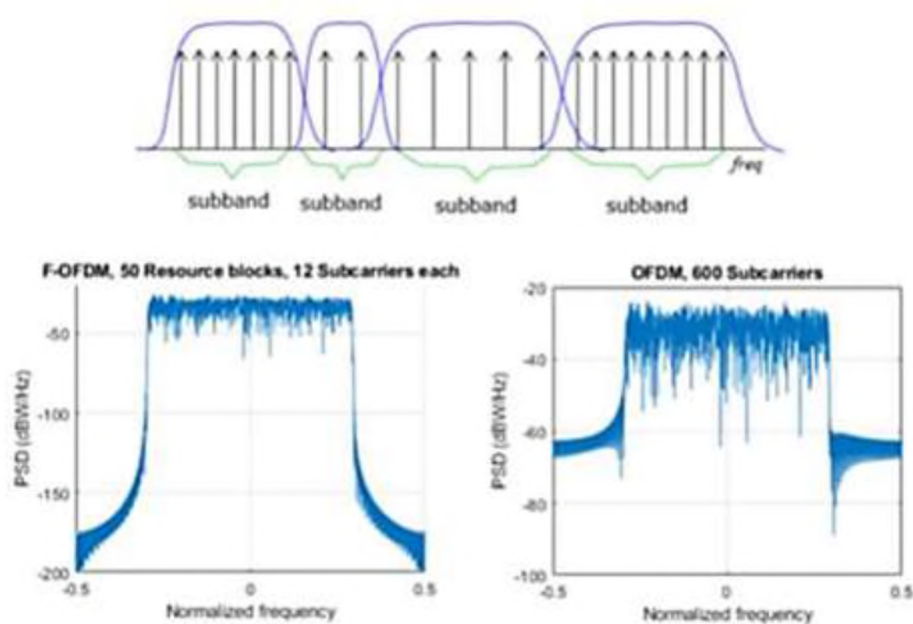 freq
subband subband subband subband
F-OFDM, 50 Resource blocks, 12 Subcarriers each
-50
-100
-150
-200
PSD (dBW/Hz)
-0.5 0 0.5
Normalized frequency
OFDM, 600 Subcarriers
-20
-40
-60
-80
-100
PSD (dBW/Hz)
-0.5 0 0.5
Normalized frequency